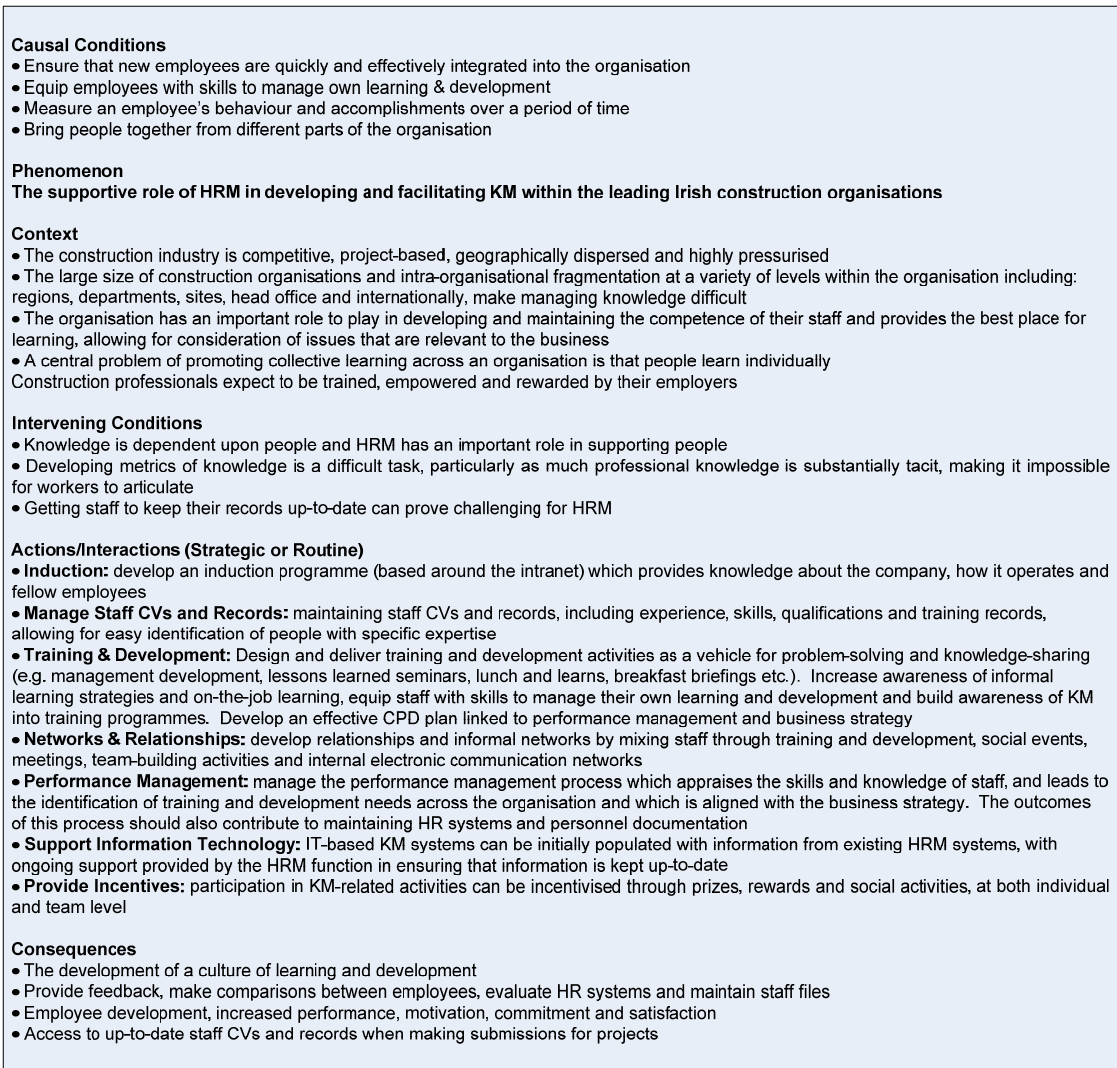 Causal Conditions
• Ensure that new employees are quickly and effectively integrated into the organisation
• Equip employees with skills to manage own learning & development
• Measure an employee's behaviour and accomplishments over a period of time
• Bring people together from different parts of the organisation
Phenomenon
The supportive role of HRM in developing and facilitating KM within the leading Irish construction organisations
Context
• The construction industry is competitive, project-based, geographically dispersed and highly pressurised
• The large size of construction organisations and intra-organisational fragmentation at a variety of levels within the organisation including:
regions, departments, sites, head office and internationally, make managing knowledge difficult
• The organisation has an important role to play in developing and maintaining the competence of their staff and provides the best place for
learning, allowing for consideration of issues that are relevant to the business
• A central problem of promoting collective learning across an organisation is that people learn individually
Construction professionals expect to be trained, empowered and rewarded by their employers
Intervening Conditions
• Knowledge is dependent upon people and HRM has an important role in supporting people
• Developing metrics of knowledge is a difficult task, particularly as much professional knowledge is substantially tacit, making it impossible
for workers to articulate
• Getting staff to keep their records up-to-date can prove challenging for HRM
Actions/Interactions (Strategic or Routine)
• Induction: develop an induction programme (based around the intranet) which provides knowledge about the company, how it operates and
fellow employees
• Manage Staff CVs and Records: maintaining staff CVs and records, including experience, skills, qualifications and training records,
allowing for easy identification of people with specific expertise
• Training & Development: Design and deliver training and development activities as a vehicle for problem-solving and knowledge-sharing
(e.g. management development, lessons learned seminars, lunch and learns, breakfast briefings etc.). Increase awareness of informal
learning strategies and on-the-job learning, equip staff with skills to manage their own learning and development and build awareness of KM
into training programmes. Develop an effective CPD plan linked to performance management and business strategy
• Networks & Relationships: develop relationships and informal networks by mixing staff through training and development, social events,
meetings, team-building activities and internal electronic communication networks
• Performance Management: manage the performance management process which appraises the skills and knowledge of staff, and leads to
the identification of training and development needs across the organisation and which is aligned with the business strategy. The outcomes
of this process should also contribute to maintaining HR systems and personnel documentation
• Support Information Technology: IT-based KM systems can be initially populated with information from existing HRM systems, with
ongoing support provided by the HRM function in ensuring that information is kept up-to-date
• Provide Incentives: participation in KM-related activities can be incentivised through prizes, rewards and social activities, at both individual
and team level
Consequences
• The development of a culture of learning and development
• Provide feedback, make comparisons between employees, evaluate HR systems and maintain staff files
• Employee development, increased performance, motivation, commitment and satisfaction
• Access to up-to-date staff CVs and records when making submissions for projects